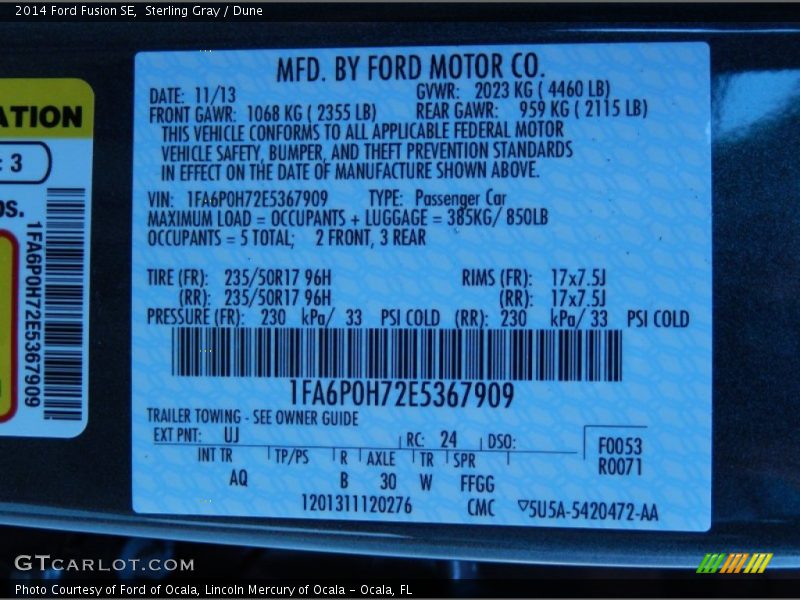 2014 Ford Fusion SE,  Sterling Gray / Dune
MFD. BY FORD MOTOR CO.
DATE: 11/13 GVWR: 2023 KG ( 4460 LB)
FRONT GAWR: 1068 KG ( 2355 LB) REAR GAWR: 959 KG ( 2115 LB)
THIS VEHICLE CONFORMS TO ALL APPLICABLE FEDERAL MOTOR
VEHICLE SAFETY, BUMPER, AND THEFT PREVENTION STANDARDS
IN EFFECT ON THE DATE OF MANUFACTURE SHOWN ABOVE.
VIN: 1FA6P0H72E5367909 TYPE: Passenger Car
MAXIMUM LOAD = OCCUPANTS + LUGGAGE = 385KG/ 850LB
OCCUPANTS = 5 TOTAL; 2 FRONT, 3 REAR
TIRE (FR): 235/50R17 96H RIMS (FR): 17x7.5J
(RR): 235/50R17 96H (RR): 17x7.5J
PRESSURE (FR): 230 kPa/ 33 PSI COLD (RR): 230 kPa/ 33 PSI COLD
1FA6P0H72E5367909
TRAILER TOWING - SEE OWNER GUIDE
EXT PNT: UJ RC: 24 DSO:
F0053
R0071
INT TR TP/PS R AXLE TR SPR
AQ B 30 W FFGG
1201311120276 CMC ▽5U5A-5420472-AA
ATION
: 3
OS.
1FA6P0H72E5367909
GTCARLOT.COM
Photo Courtesy of Ford of Ocala, Lincoln Mercury of Ocala - Ocala, FL